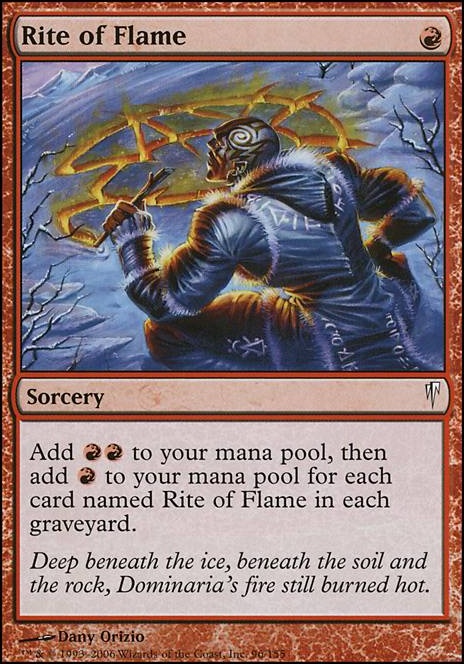 Rite of Flame
Sorcery
Add to your mana pool, then
add to your mana pool for each
card named Rite of Flame in each
graveyard.
Deep beneath the ice, beneath the soil and
the rock, Dominaria's fire still burned hot.
Dany Orizio
™ & © 1993–2006 Wizards of the Coast, Inc. 96/155